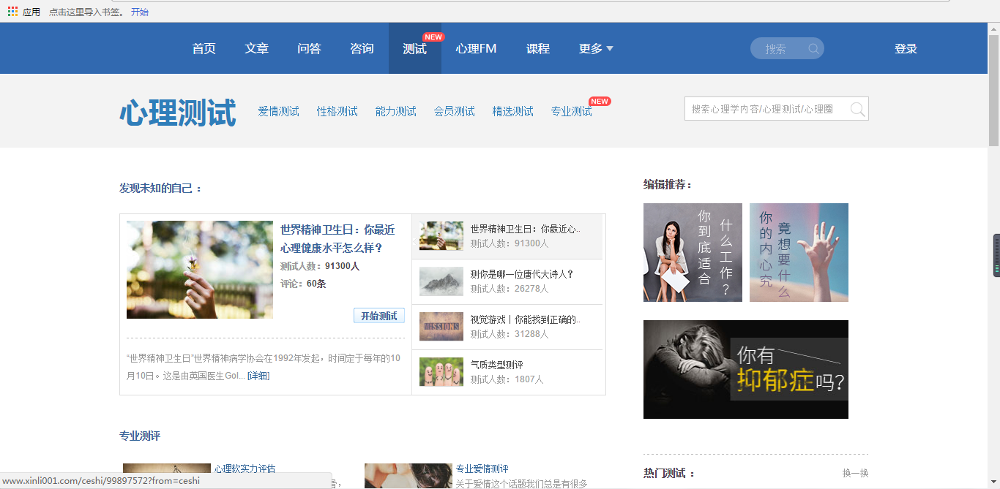 应用 点击这里导入书签。 开始
首页 文章 问答 咨询 测试 NEW 心理FM 课程 更多 搜索 登录
心理测试 爱情测试 性格测试 能力测试 会员测试 精选测试 专业测试 NEW 搜索心理学内容/心理测试/心理圈
发现未知的自己 :
世界精神卫生日：你最近
心理健康水平怎么样?
测试人数：91300人
评论：60条
开始测试
“世界精神卫生日”世界精神病学协会在1992年发起，时间定于每年的10
月10日。这是由英国医生Gol... [详细]
世界精神卫生日：你最近心..
测试人数：91300人
测你是哪一位唐代大诗人?
测试人数：26278人
MISSIONS
视觉游戏丨你能找到正确的..
测试人数：31288人
气质类型测评
测试人数：1807人
编辑推荐 :
你到底适合
什么工作?
你的内心究
竟想要什么
你有
抑郁症吗?
专业测评
心理软实力评估
骨，
专业爱情测评
关于爱情这个话题我们总是有很多
热门测试 :
换一换
www.xinli001.com/ceshi/99897572?from=ceshi